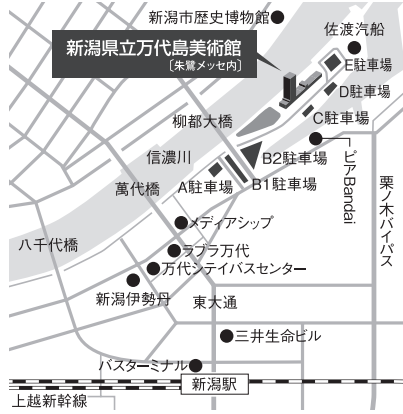 新潟市歴史博物館
佐渡汽船
新潟県立万代島美術館
［朱鷺メッセ内］
E駐車場
D駐車場
C駐車場
柳都大橋
信濃川
B2駐車場
ピアBandai
萬代橋
A駐車場
B1駐車場
栗ノ木バイパス
メディアシップ
八千代橋
ラブラ万代
万代シテイバスセンター
新潟伊勢丹
東大通
三井生命ビル
バスターミナル
新潟駅
上越新幹線